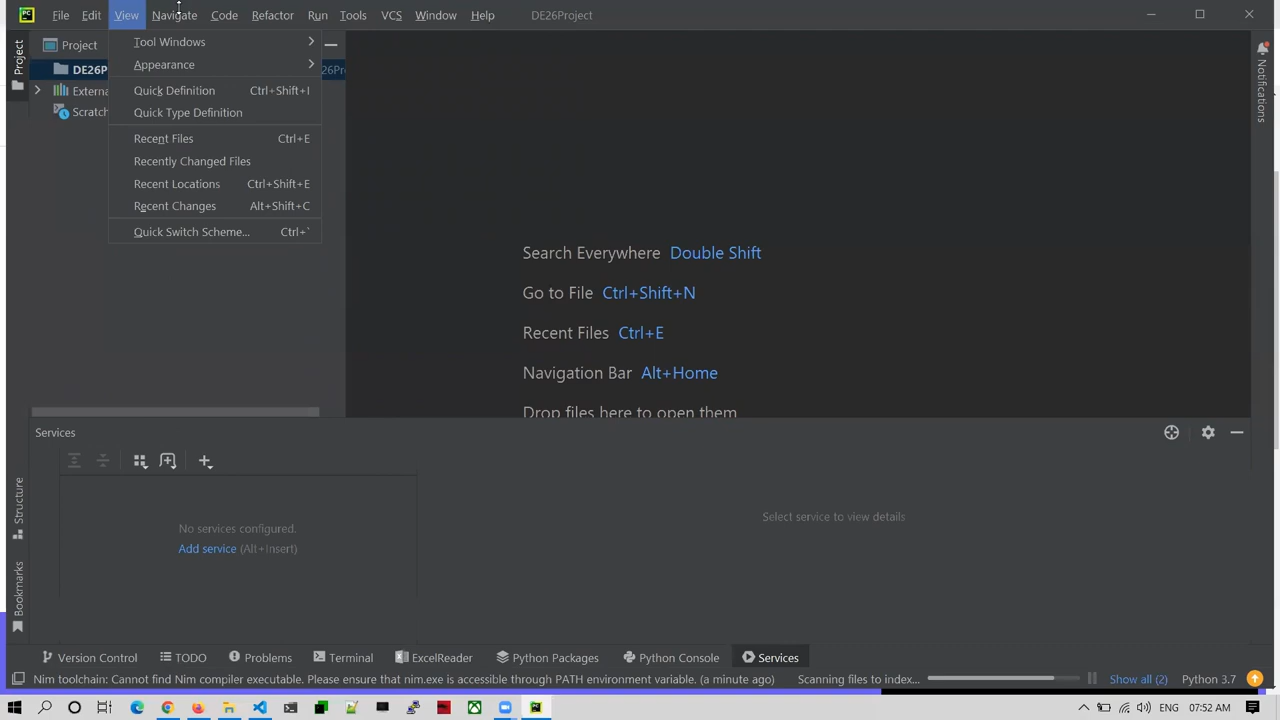 PC File Edit View Navigate Code Refactor Run Tools VCS Window Help DE26Project
Project Project
Tool Windows
DE26P 26Pr
Appearance
Externa Quick Definition Ctrl+Shift+I
Scratch Quick Type Definition
Recent Files Ctrl+E
Recently Changed Files
Recent Locations Ctrl+Shift+E
Recent Changes Alt+Shift+C
Quick Switch Scheme... Ctrl+`
Notifications
Search Everywhere Double Shift
Go to File Ctrl+Shift+N
Recent Files Ctrl+E
Navigation Bar Alt+Home
Drop files here to open them
Services
No services configured.
Add service (Alt+Insert)
Select service to view details
Structure
Bookmarks
Version Control TODO Problems Terminal ExcelReader Python Packages Python Console Services
Nim toolchain: Cannot find Nim compiler executable. Please ensure that nim.exe is accessible through PATH environment variable. (a minute ago) Scanning files to index... Show all (2) Python 3.7
ENG 07:52 AM